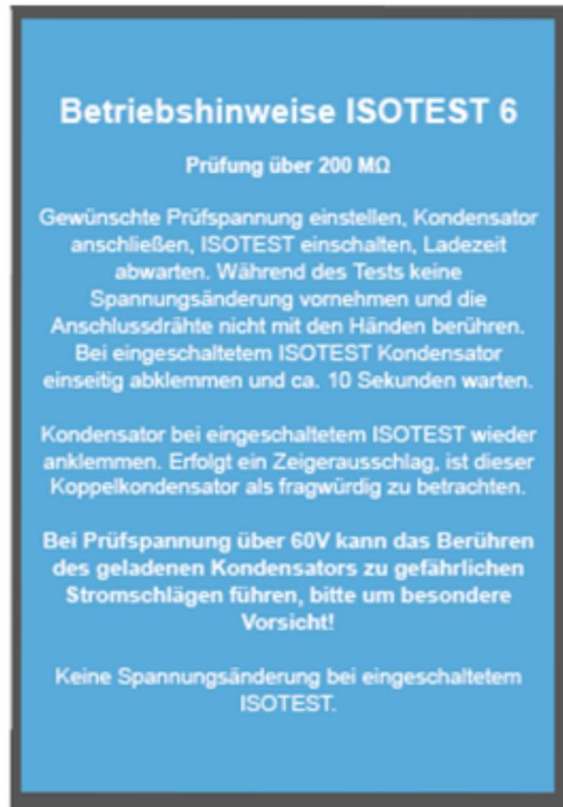 Betriebshinweise ISOTEST 6
Prüfung über 200 MΩ
Gewünschte Prüfspannung einstellen, Kondensator
anschließen, ISOTEST einschalten, Ladezeit
abwarten. Während des Tests keine
Spannungsänderung vornehmen und die
Anschlussdrähte nicht mit den Händen berühren.
Bei eingeschaltetem ISOTEST Kondensator
einseitig abklemmen und ca. 10 Sekunden warten.
Kondensator bei eingeschaltetem ISOTEST wieder
anklemmen. Erfolgt ein Zeigerausschlag, ist dieser
Koppelkondensator als fragwürdig zu betrachten.
Bei Prüfspannung über 60V kann das Berühren
des geladenen Kondensators zu gefährlichen
Stromschlägen führen, bitte um besondere
Vorsicht!
Keine Spannungsänderung bei eingeschaltetem
ISOTEST.